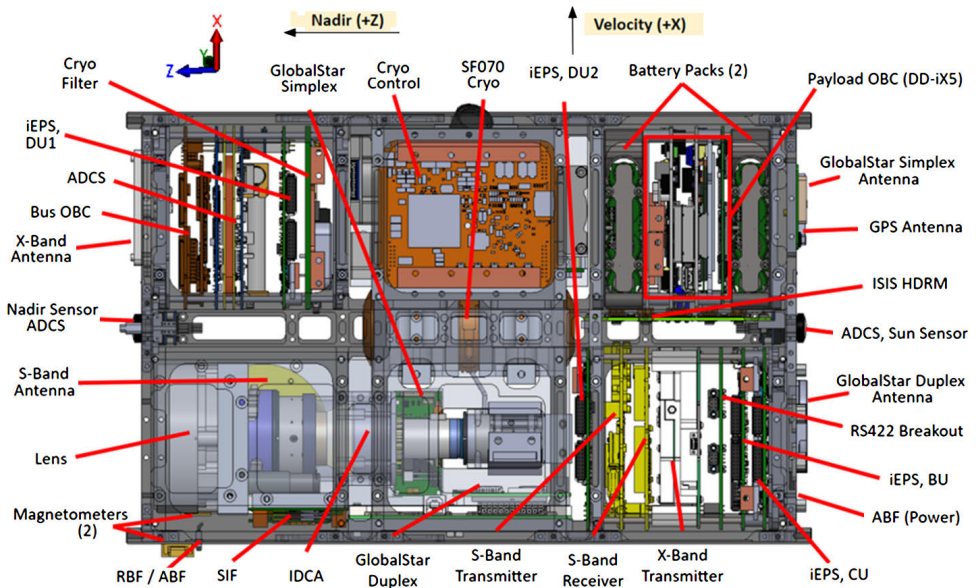 Nadir (+Z)
Velocity (+X)
X
Y
Z
Cryo
Filter
GlobalStar
Simplex
Cryo
Control
SF070
Cryo
iEPS, DU2
Battery Packs (2)
Payload OBC (DD-iX5)
iEPS,
DU1
ADCS
Bus OBC
X-Band
Antenna
GlobalStar Simplex
Antenna
GPS Antenna
ISIS HDRM
Nadir Sensor
ADCS
ADCS, Sun Sensor
S-Band
Antenna
GlobalStar Duplex
Antenna
RS422 Breakout
Lens
iEPS, BU
Magnetometers
(2)
ABF (Power)
RBF / ABF
SIF
IDCA
GlobalStar
Duplex
S-Band
Transmitter
S-Band
Receiver
X-Band
Transmitter
iEPS, CU